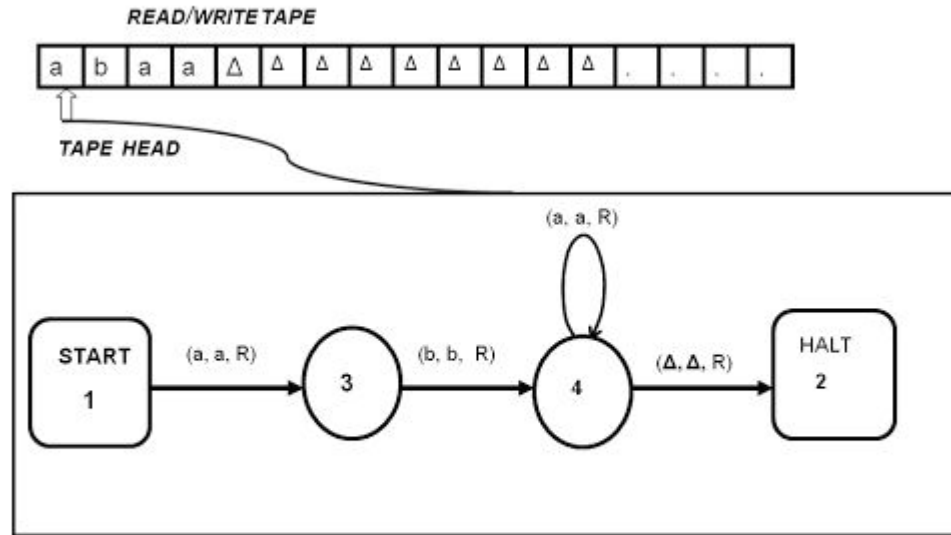 READ/WRITE TAPE
a b a a Δ Δ Δ Δ Δ Δ Δ Δ Δ . . . .
TAPE HEAD
(a, a, R)
START
1
(a, a, R)
3
(b, b, R)
4
(Δ, Δ, R)
HALT
2